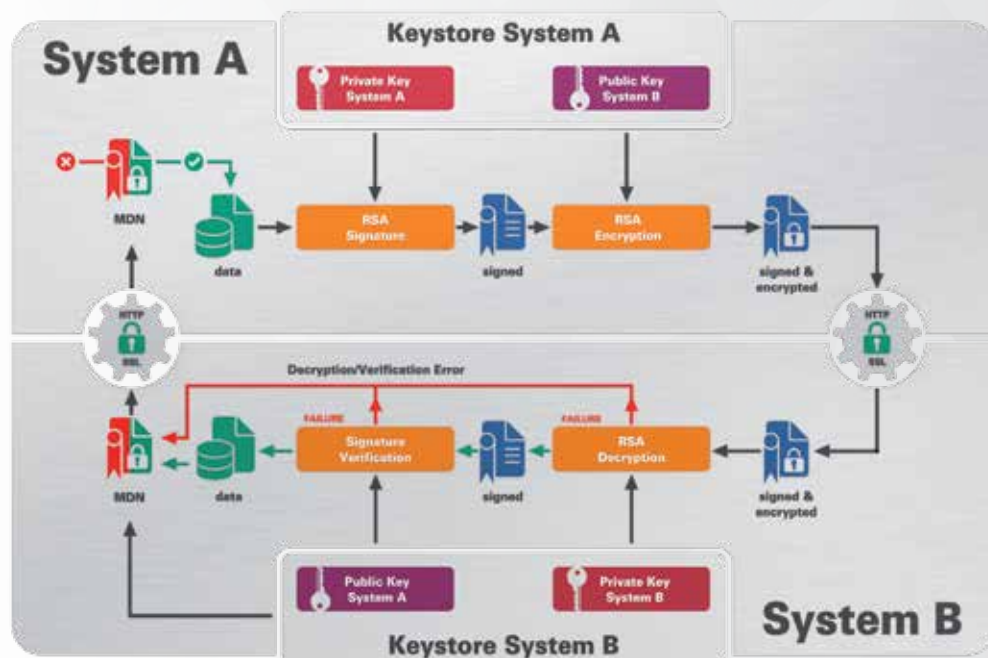 System A
Keystore System A
Private Key
System A
Public Key
System B
MDN
data
RSA
Signature
signed
RSA
Encryption
signed &
encrypted
HTTP
SSL
HTTP
SSL
Decryption/Verification Error
FAILURE
FAILURE
MDN
data
Signature
Verification
signed
RSA
Decryption
signed &
encrypted
Public Key
System A
Private Key
System B
Keystore System B
System B